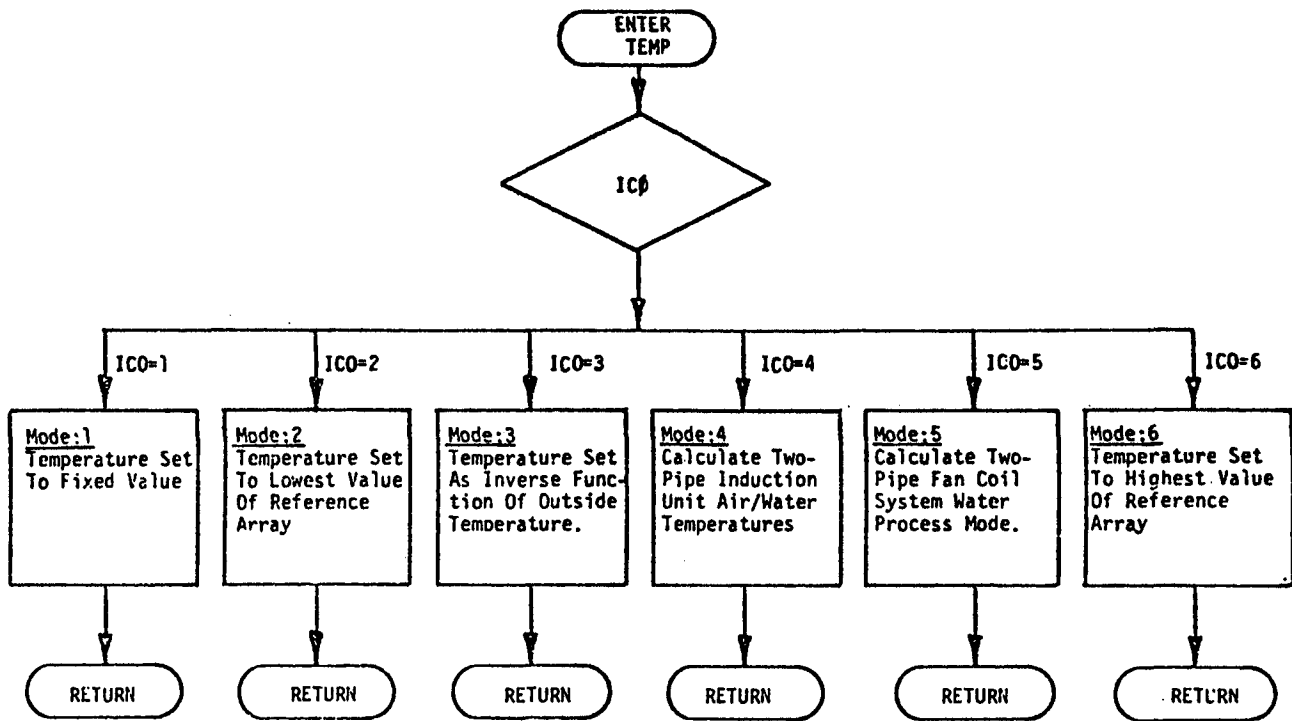 ENTER
TEMP
ICØ
ICO=1
ICO=2
ICO=3
ICO=4
ICO=5
ICO=6
Mode:1
Temperature Set
To Fixed Value
Mode:2
Temperature Set
To Lowest Value
Of Reference
Array
Mode:3
Temperature Set
As Inverse Func-
tion Of Outside
Temperature.
Mode:4
Calculate Two-
Pipe Induction
Unit Air/Water
Temperatures
Mode:5
Calculate Two-
Pipe Fan Coil
System Water
Process Mode.
Mode:6
Temperature Set
To Highest Value
Of Reference
Array
RETURN
RETURN
RETURN
RETURN
RETURN
RETURN